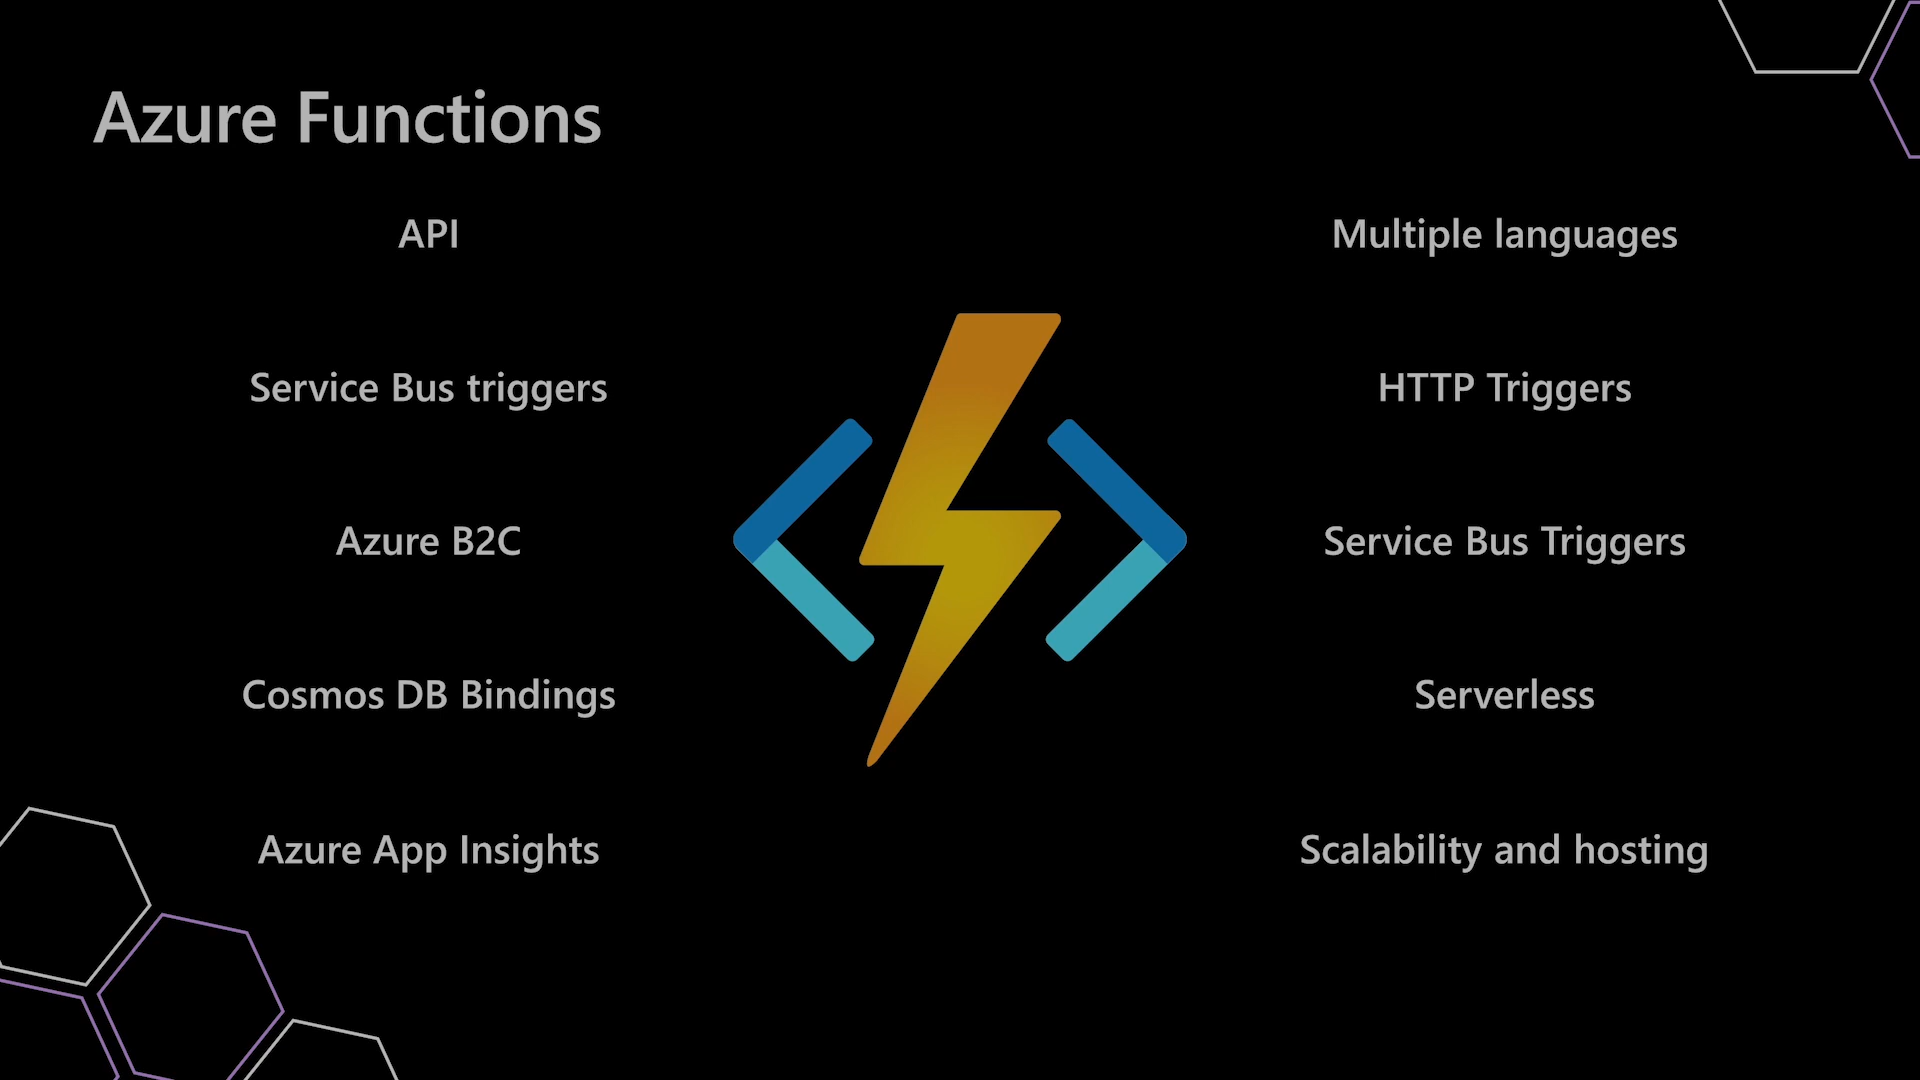 Azure Functions
API
Service Bus triggers
Azure B2C
Cosmos DB Bindings
Azure App Insights
Multiple languages
HTTP Triggers
Service Bus Triggers
Serverless
Scalability and hosting